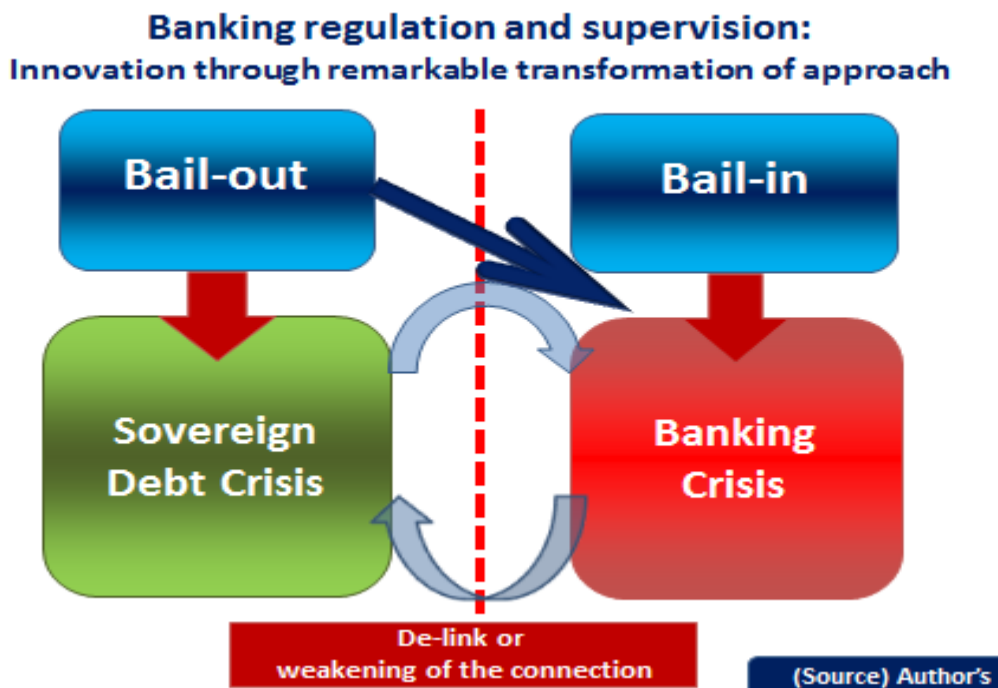 Banking regulation and supervision:
Innovation through remarkable transformation of approach
Bail-out
Bail-in
Sovereign
Debt Crisis
Banking
Crisis
De-link or
weakening of the connection
(Source) Author's